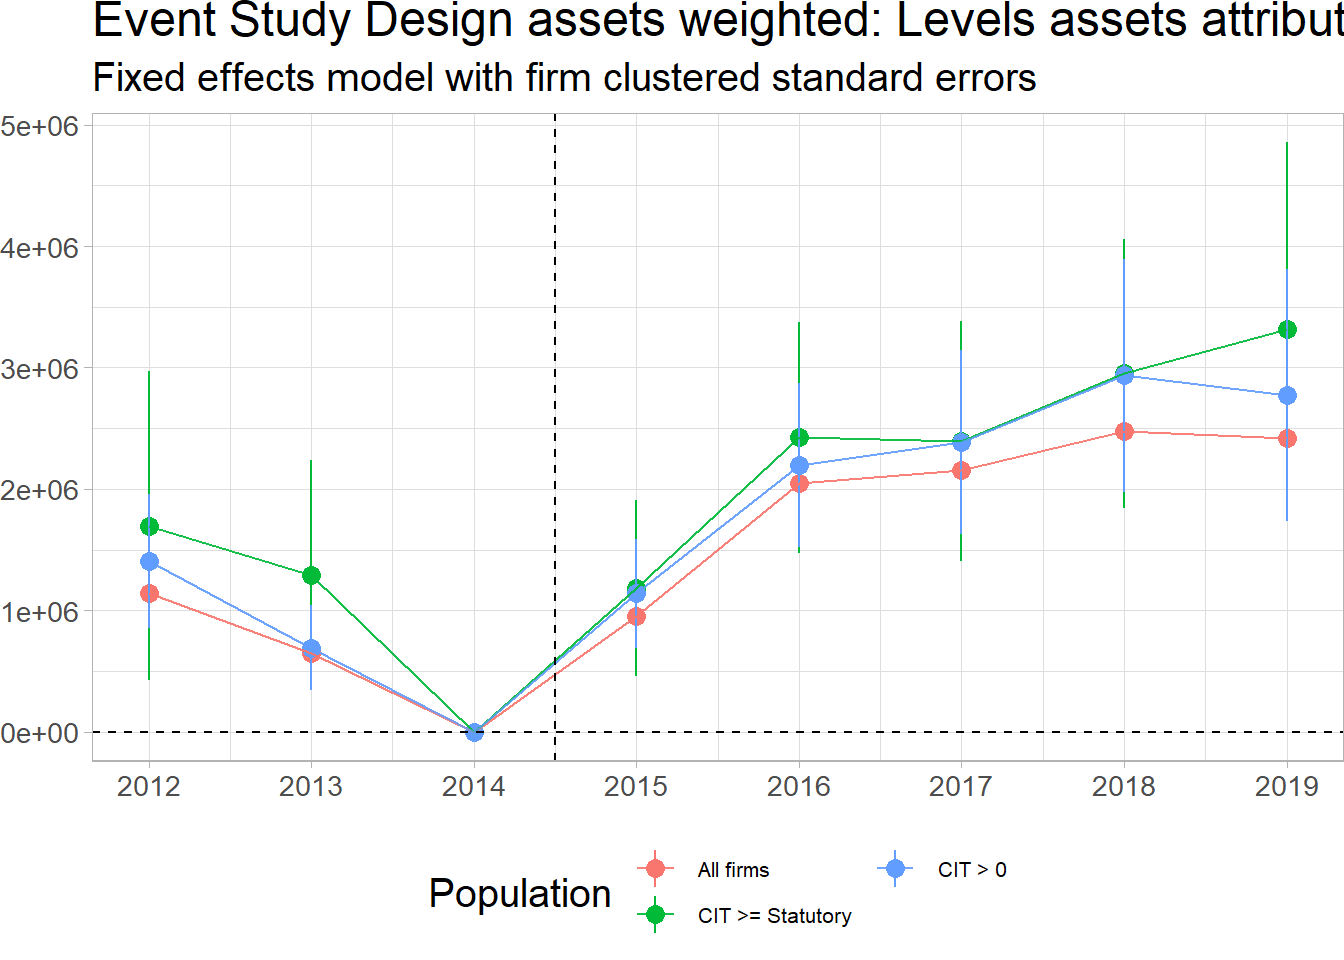 Event Study Design assets weighted: Levels assets attribut
Fixed effects model with firm clustered standard errors
5e+06
4e+06
3e+06
2e+06
1e+06
0e+00
2012 2013 2014 2015 2016 2017 2018 2019
Population
All firms
CIT > 0
CIT >= Statutory